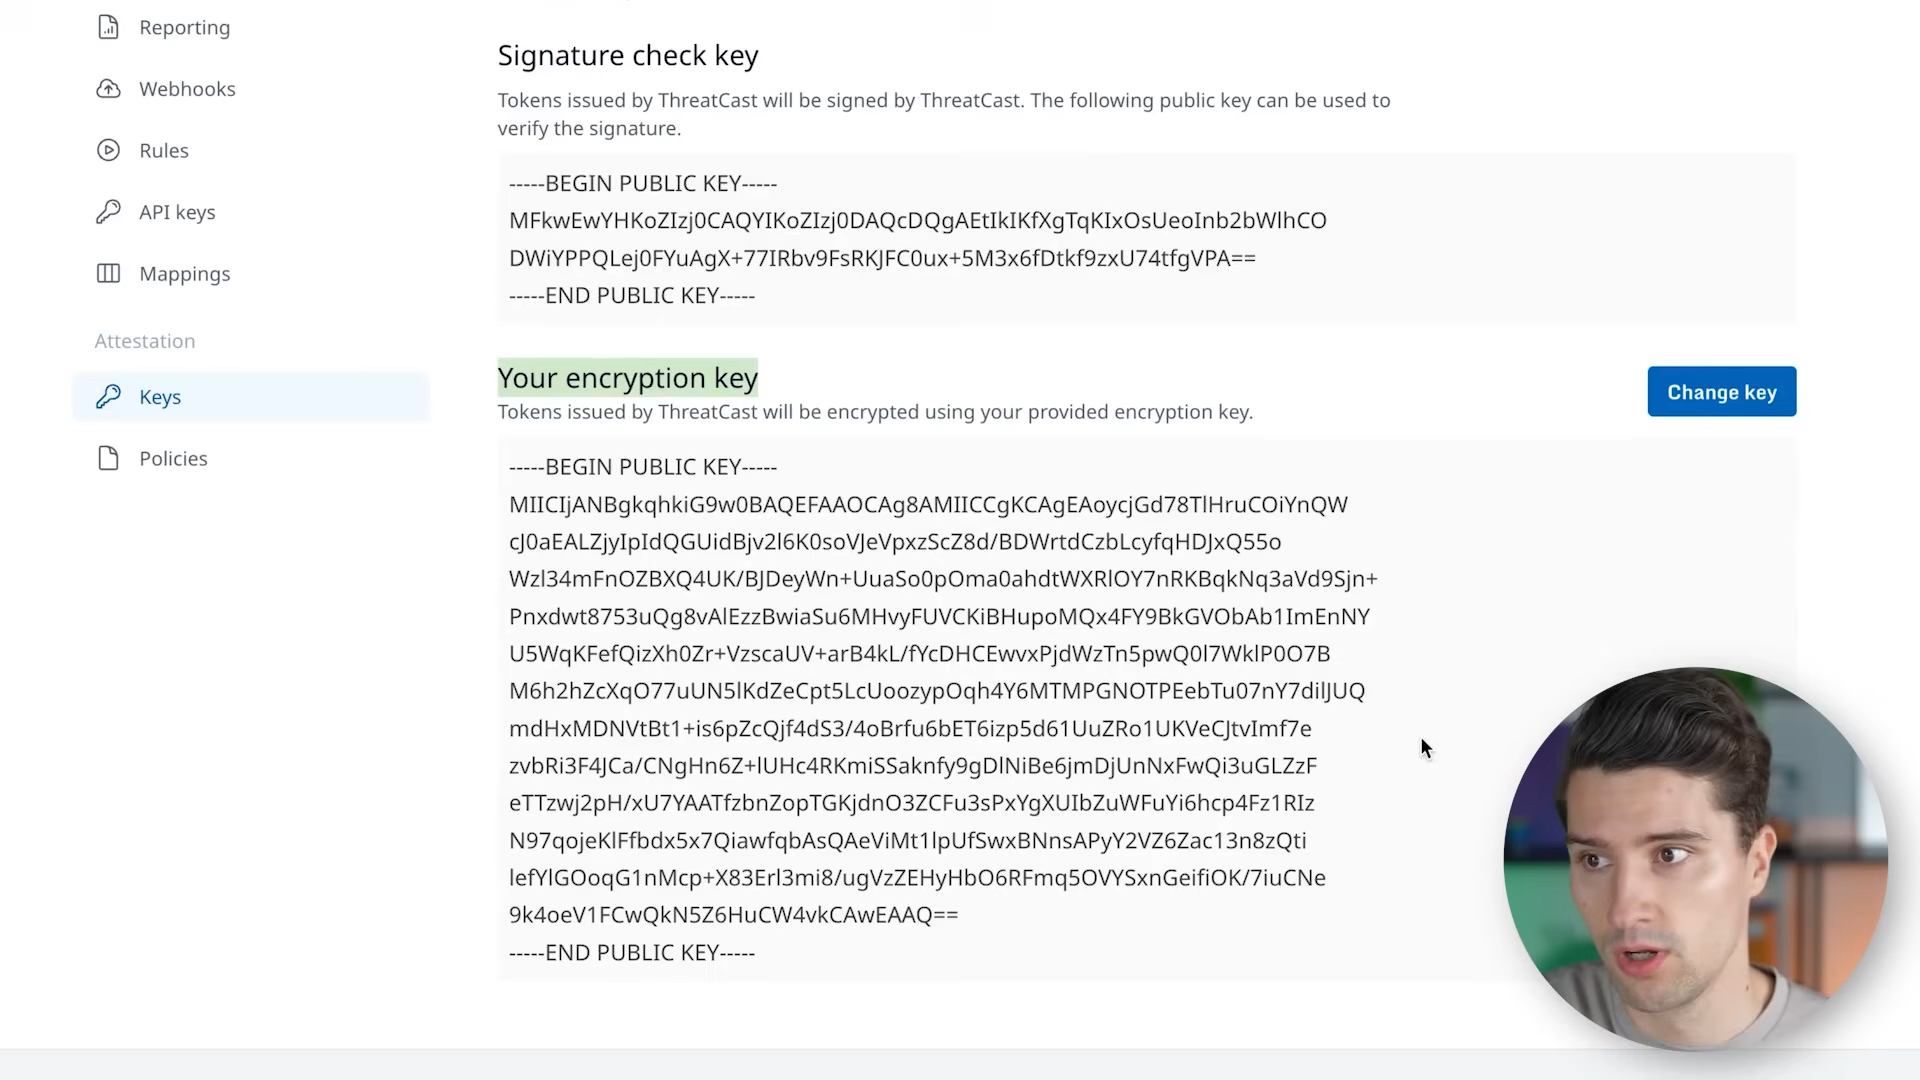 Reporting
Webhooks
Rules
API keys
Mappings
Attestation
Keys
Policies
Signature check key
Tokens issued by ThreatCast will be signed by ThreatCast. The following public key can be used to
verify the signature.
-----BEGIN PUBLIC KEY-----
MFkwEwYHKoZIzj0CAQYIKoZIzj0DAQcDQgAEtIkIKfXgTqKIxOsUeoInb2bWlhCO
DWiYPPQLej0FYuAgX+77IRbv9FsRKJFC0ux+5M3x6fDtkf9zxU74tfgVPA==
-----END PUBLIC KEY-----
Your encryption key
Change key
Tokens issued by ThreatCast will be encrypted using your provided encryption key.
-----BEGIN PUBLIC KEY-----
MIICIjANBgkqhkiG9w0BAQEFAAOCAg8AMIICCgKCAgEAoycjGd78TlHruCOiYnQW
cJ0aEALZjyIpIdQGUidBjv2l6K0soVJeVpxzScZ8d/BDWrtdCzbLcyfqHDJxQ55o
Wzl34mFnOZBXQ4UK/BJDeyWn+UuaSo0pOma0ahdtWXRlOY7nRKBqkNq3aVd9Sjn+
Pnxdwt8753uQg8vAlEzzBwiaSu6MHvyFUVCKiBHupoMQx4FY9BkGVObAb1ImEnNY
U5WqKFefQizXh0Zr+VzscaUV+arB4kL/fYcDHCEwvxPjdWzTn5pwQ0l7WklP0O7B
M6h2hZcXqO77uUN5lKdZeCpt5LcUoozypOqh4Y6MTMPGNOTPEebTu07nY7dilJUQ
mdHxMDNVtBt1+is6pZcQjf4dS3/4oBrfu6bET6izp5d61UuZRo1UKVeCJtvImf7e
zvbRi3F4JCa/CNgHn6Z+lUHc4RKmiSSaknfy9gDlNiBe6jmDjUnNxFwQi3uGLZzF
eTTzwj2pH/xU7YAATfzbnZopTGKjdnO3ZCFu3sPxYgXUIbZuWFuYi6hcp4Fz1RIz
N97qojeKlFfbdx5x7QiawfqbAsQAeViMt1lpUfSwxBNnsAPyY2VZ6Zac13n8zQti
lefYlGOoqG1nMcp+X83Erl3mi8/ugVzZEHyHbO6RFmq5OVYSxnGeifiOK/7iuCNe
9k4oeV1FCwQkN5Z6HuCW4vkCAwEAAQ==
-----END PUBLIC KEY-----